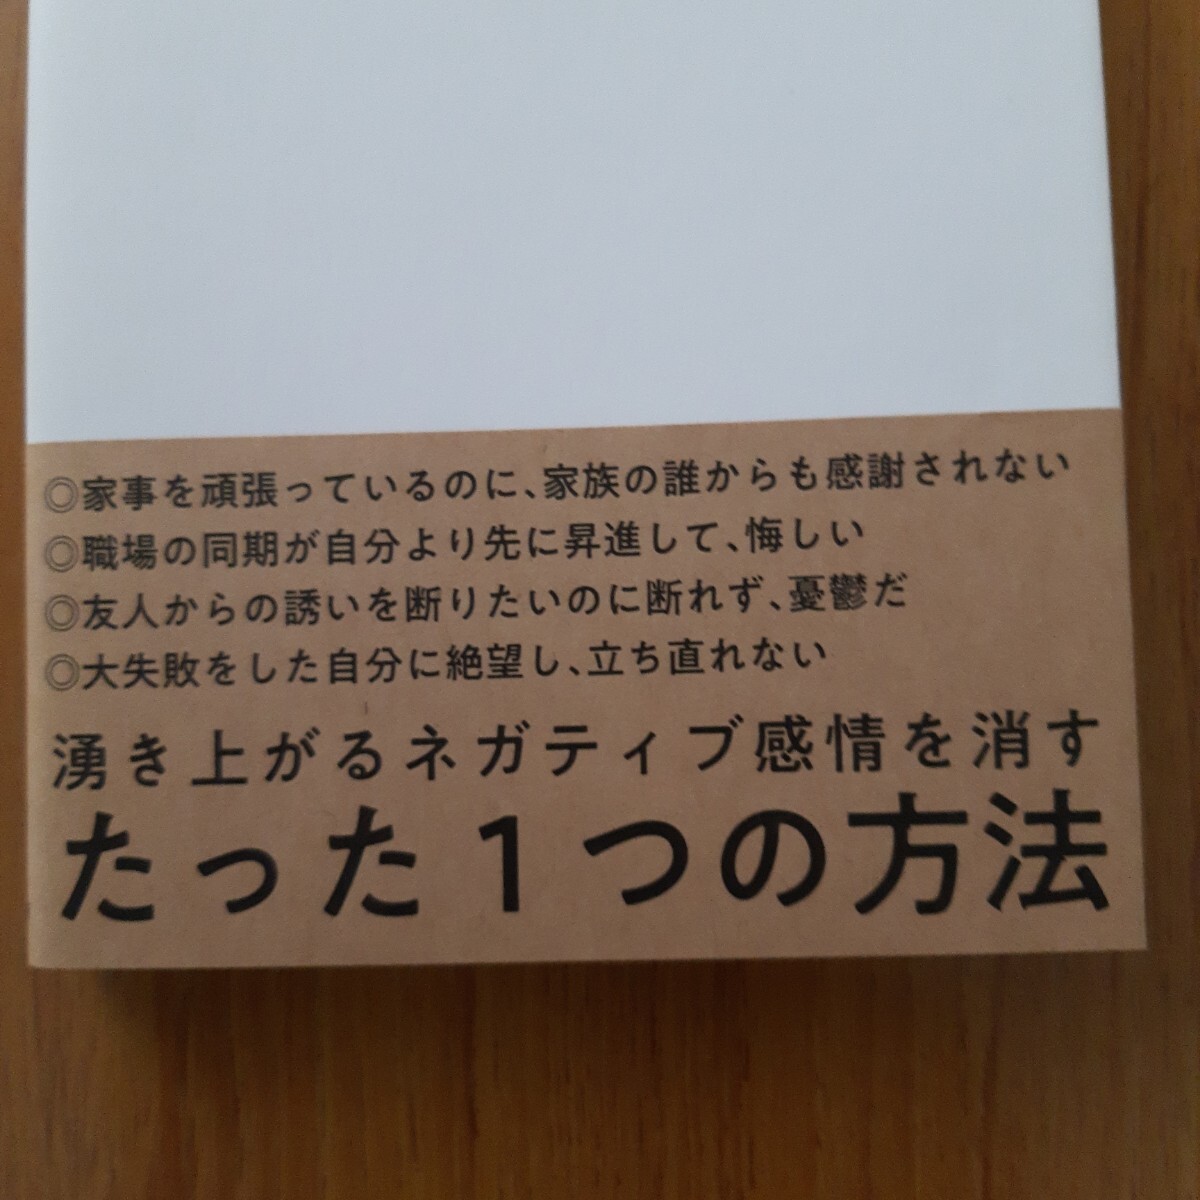 ◎家事を頑張っているのに、家族の誰からも感謝されない
◎職場の同期が自分より先に昇進して、悔しい
◎友人からの誘いを断りたいのに断れず、憂鬱だ
◎大失敗をした自分に絶望し、立ち直れない
湧き上がるネガティブ感情を消す
たった1つの方法